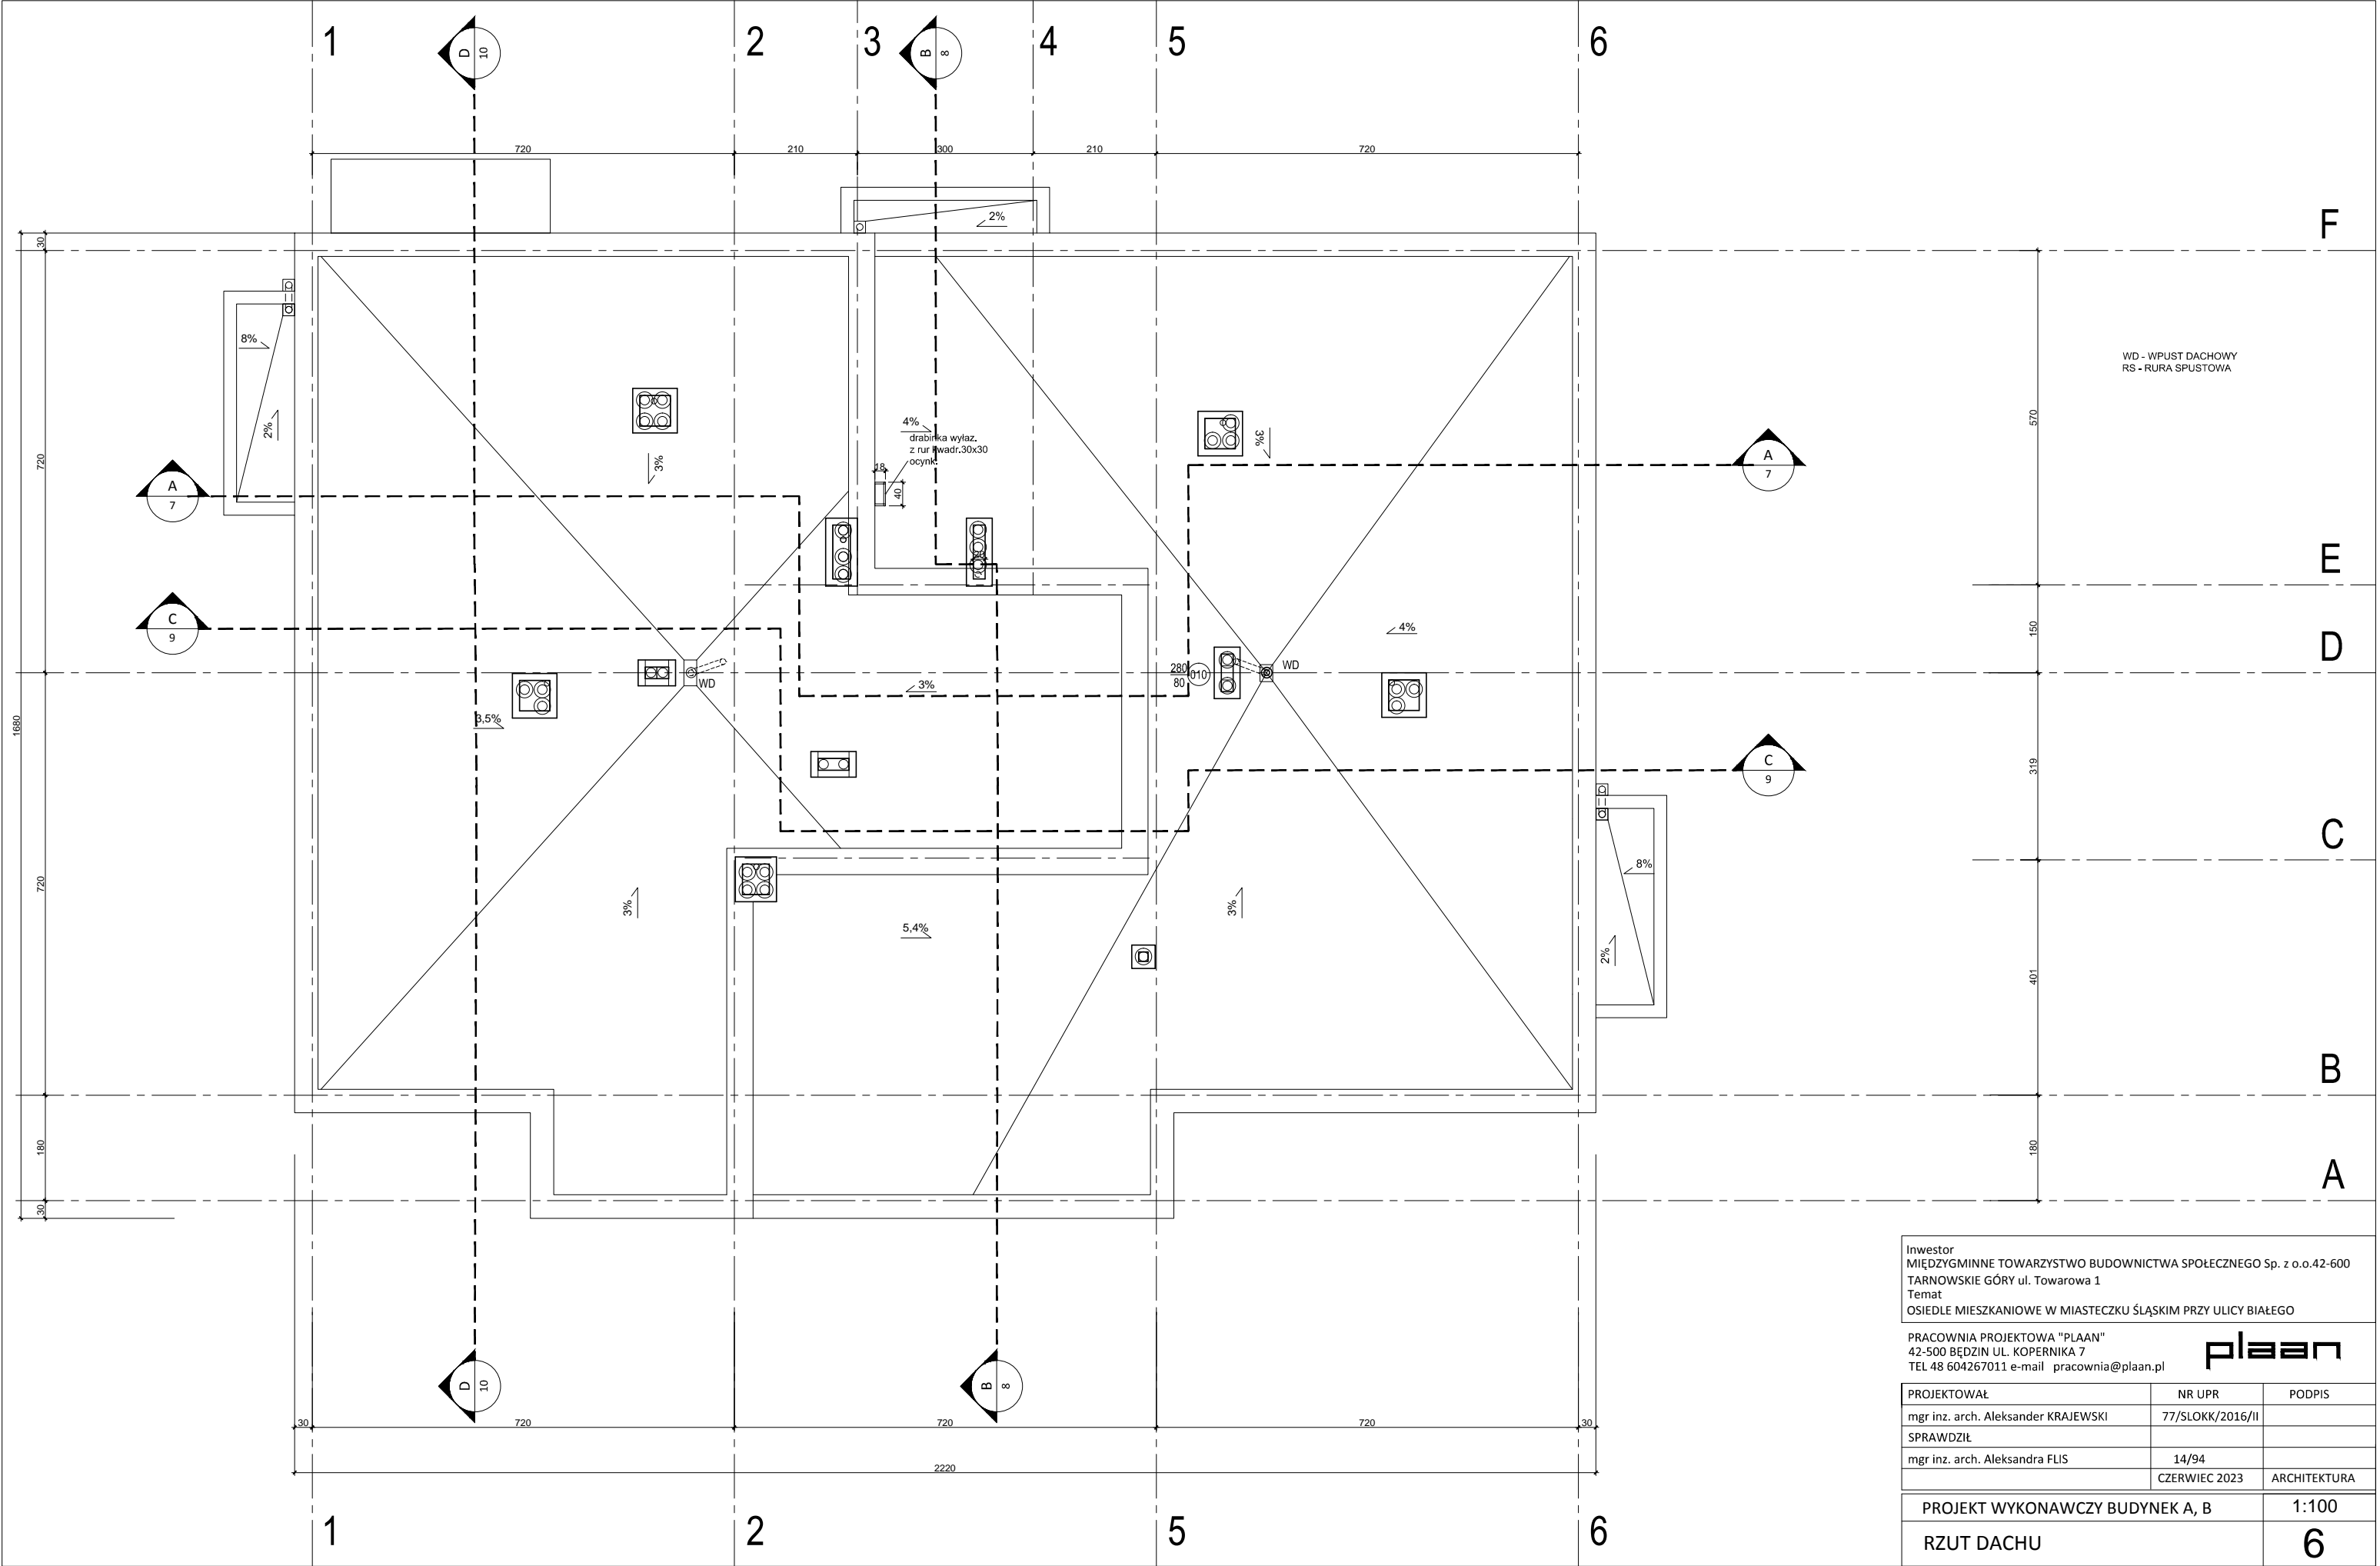 1
2
3
4
5
6
D
10
B
8
720
210
300
210
720
F
30
2%
8%
2%
WD - WPUST DACHOWY
RS - RURA SPUSTOWA
570
720
4%
drabinka wyłaz.
z rur kwadr.30x30
ocynk.
18
40
3%
3%
A
7
A
7
E
C
9
4%
150
D
WD
WD
280
80
010
3%
3,5%
1680
319
C
9
C
8%
720
3%
3%
5,4%
2%
401
B
180
180
A
30
Inwestor
MIĘDZYGMINNE TOWARZYSTWO BUDOWNICTWA SPOŁECZNEGO Sp. z o.o.42-600
TARNOWSKIE GÓRY ul. Towarowa 1
Temat
OSIEDLE MIESZKANIOWE W MIASTECZKU ŚLĄSKIM PRZY ULICY BIAŁEGO
PRACOWNIA PROJEKTOWA "PLAAN"
42-500 BĘDZIN UL. KOPERNIKA 7
TEL 48 604267011 e-mail pracownia@plaan.pl
plaan
PROJEKTOWAŁ NR UPR PODPIS
mgr inz. arch. Aleksander KRAJEWSKI 77/SLOKK/2016/II
SPRAWDZIŁ
mgr inz. arch. Aleksandra FLIS 14/94
CZERWIEC 2023 ARCHITEKTURA
PROJEKT WYKONAWCZY BUDYNEK A, B 1:100
RZUT DACHU 6
D
10
B
8
30
720
720
720
30
2220
1
2
5
6